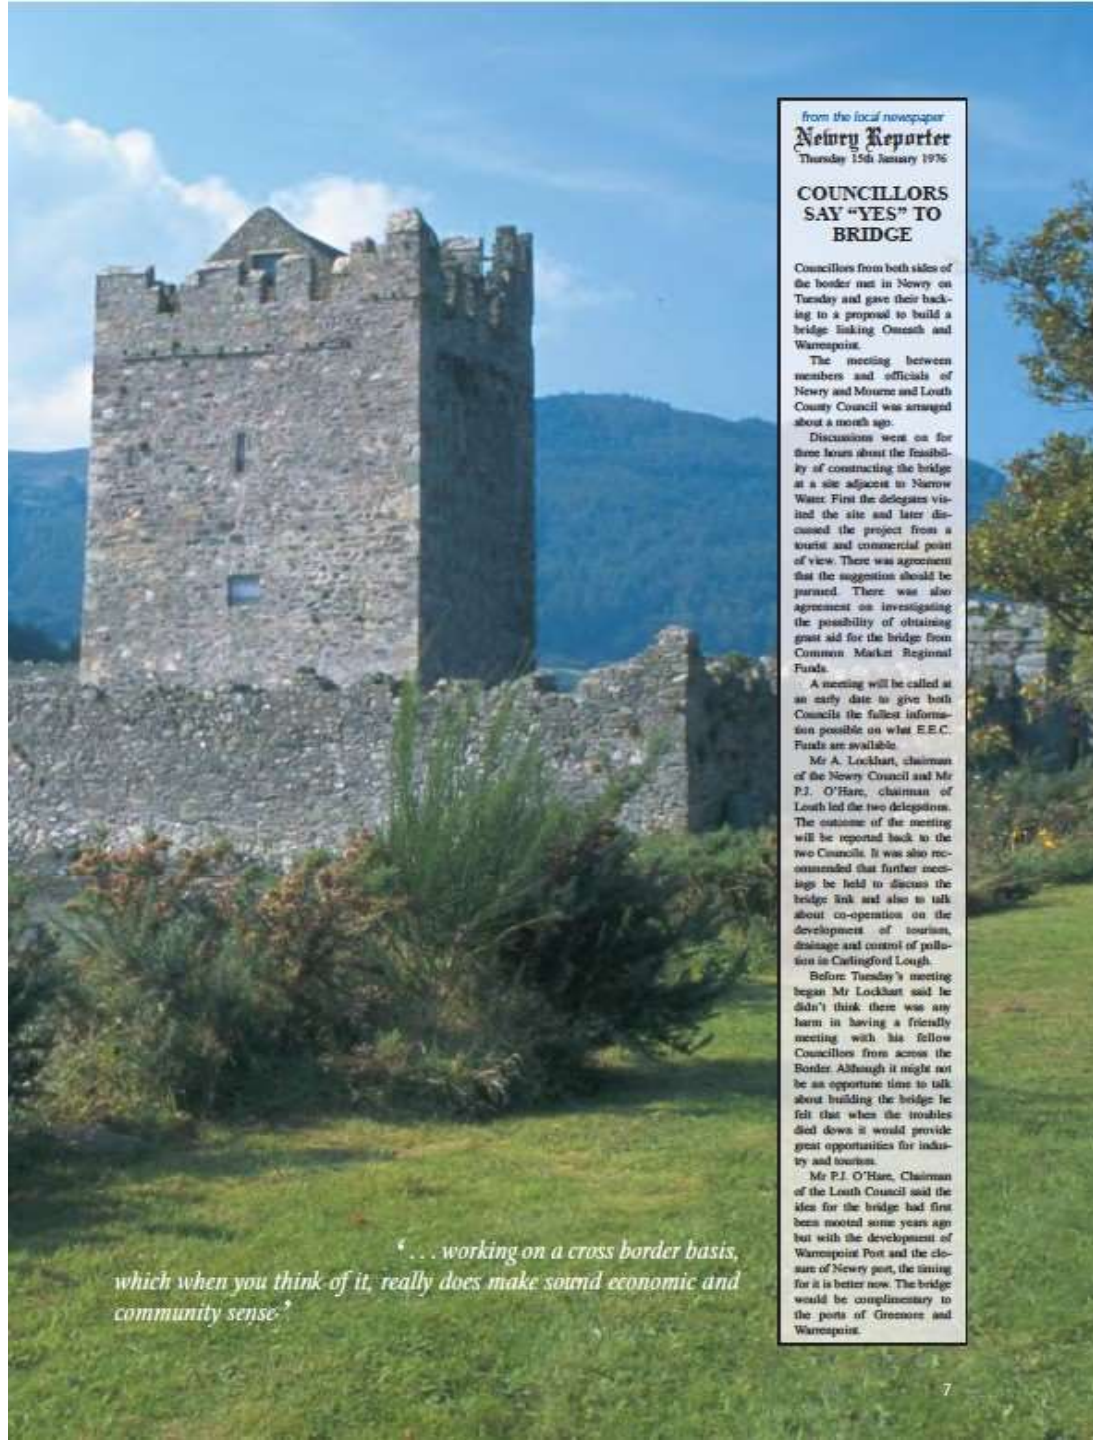 from the local newspaper
Newry Reporter
Thursday 15th January 1976
COUNCILLORS
SAY “YES” TO
BRIDGE
Councillors from both sides of
the border met in Newry on
Tuesday and gave their back-
ing to a proposal to build a
bridge linking Omeath and
Warrenpoint.
The meeting between
members and officials of
Newry and Mourne and Louth
County Council was arranged
about a month ago.
Discussions went on for
three hours about the feasibil-
ity of constructing the bridge
at a site adjacent to Narrow
Water. First the delegates vis-
ited the site and later dis-
cussed the project from a
tourist and commercial point
of view. There was agreement
that the suggestion should be
pursued. There was also
agreement on investigating
the possibility of obtaining
grant aid for the bridge from
Common Market Regional
Funds.
A meeting will be called at
an early date to give both
Councils the fullest informa-
tion possible on what E.E.C.
Funds are available.
Mr A. Lockhart, chairman
of the Newry Council and Mr
P.J. O’Hare, chairman of
Louth led the two delegations.
The outcome of the meeting
will be reported back to the
two Councils. It was also rec-
ommended that further meet-
ings be held to discuss the
bridge link and also to talk
about co-operation on the
development of tourism,
drainage and control of pollu-
tion in Carlingford Lough.
Before Tuesday’s meeting
began Mr Lockhart said he
didn’t think there was any
harm in having a friendly
meeting with his fellow
Councillors from across the
Border. Although it might not
be an opportune time to talk
about building the bridge he
felt that when the troubles
died down it would provide
great opportunities for indus-
try and tourism.
Mr P.J. O’Hare, Chairman
of the Louth Council said the
idea for the bridge had first
been mooted some years ago
but with the development of
Warrenpoint Port and the clo-
sure of Newry port, the timing
for it is better now. The bridge
would be complimentary to
the ports of Greenore and
Warrenpoint.
‘ . . . working on a cross border basis,
which when you think of it, really does make sound economic and
community sense.’
7